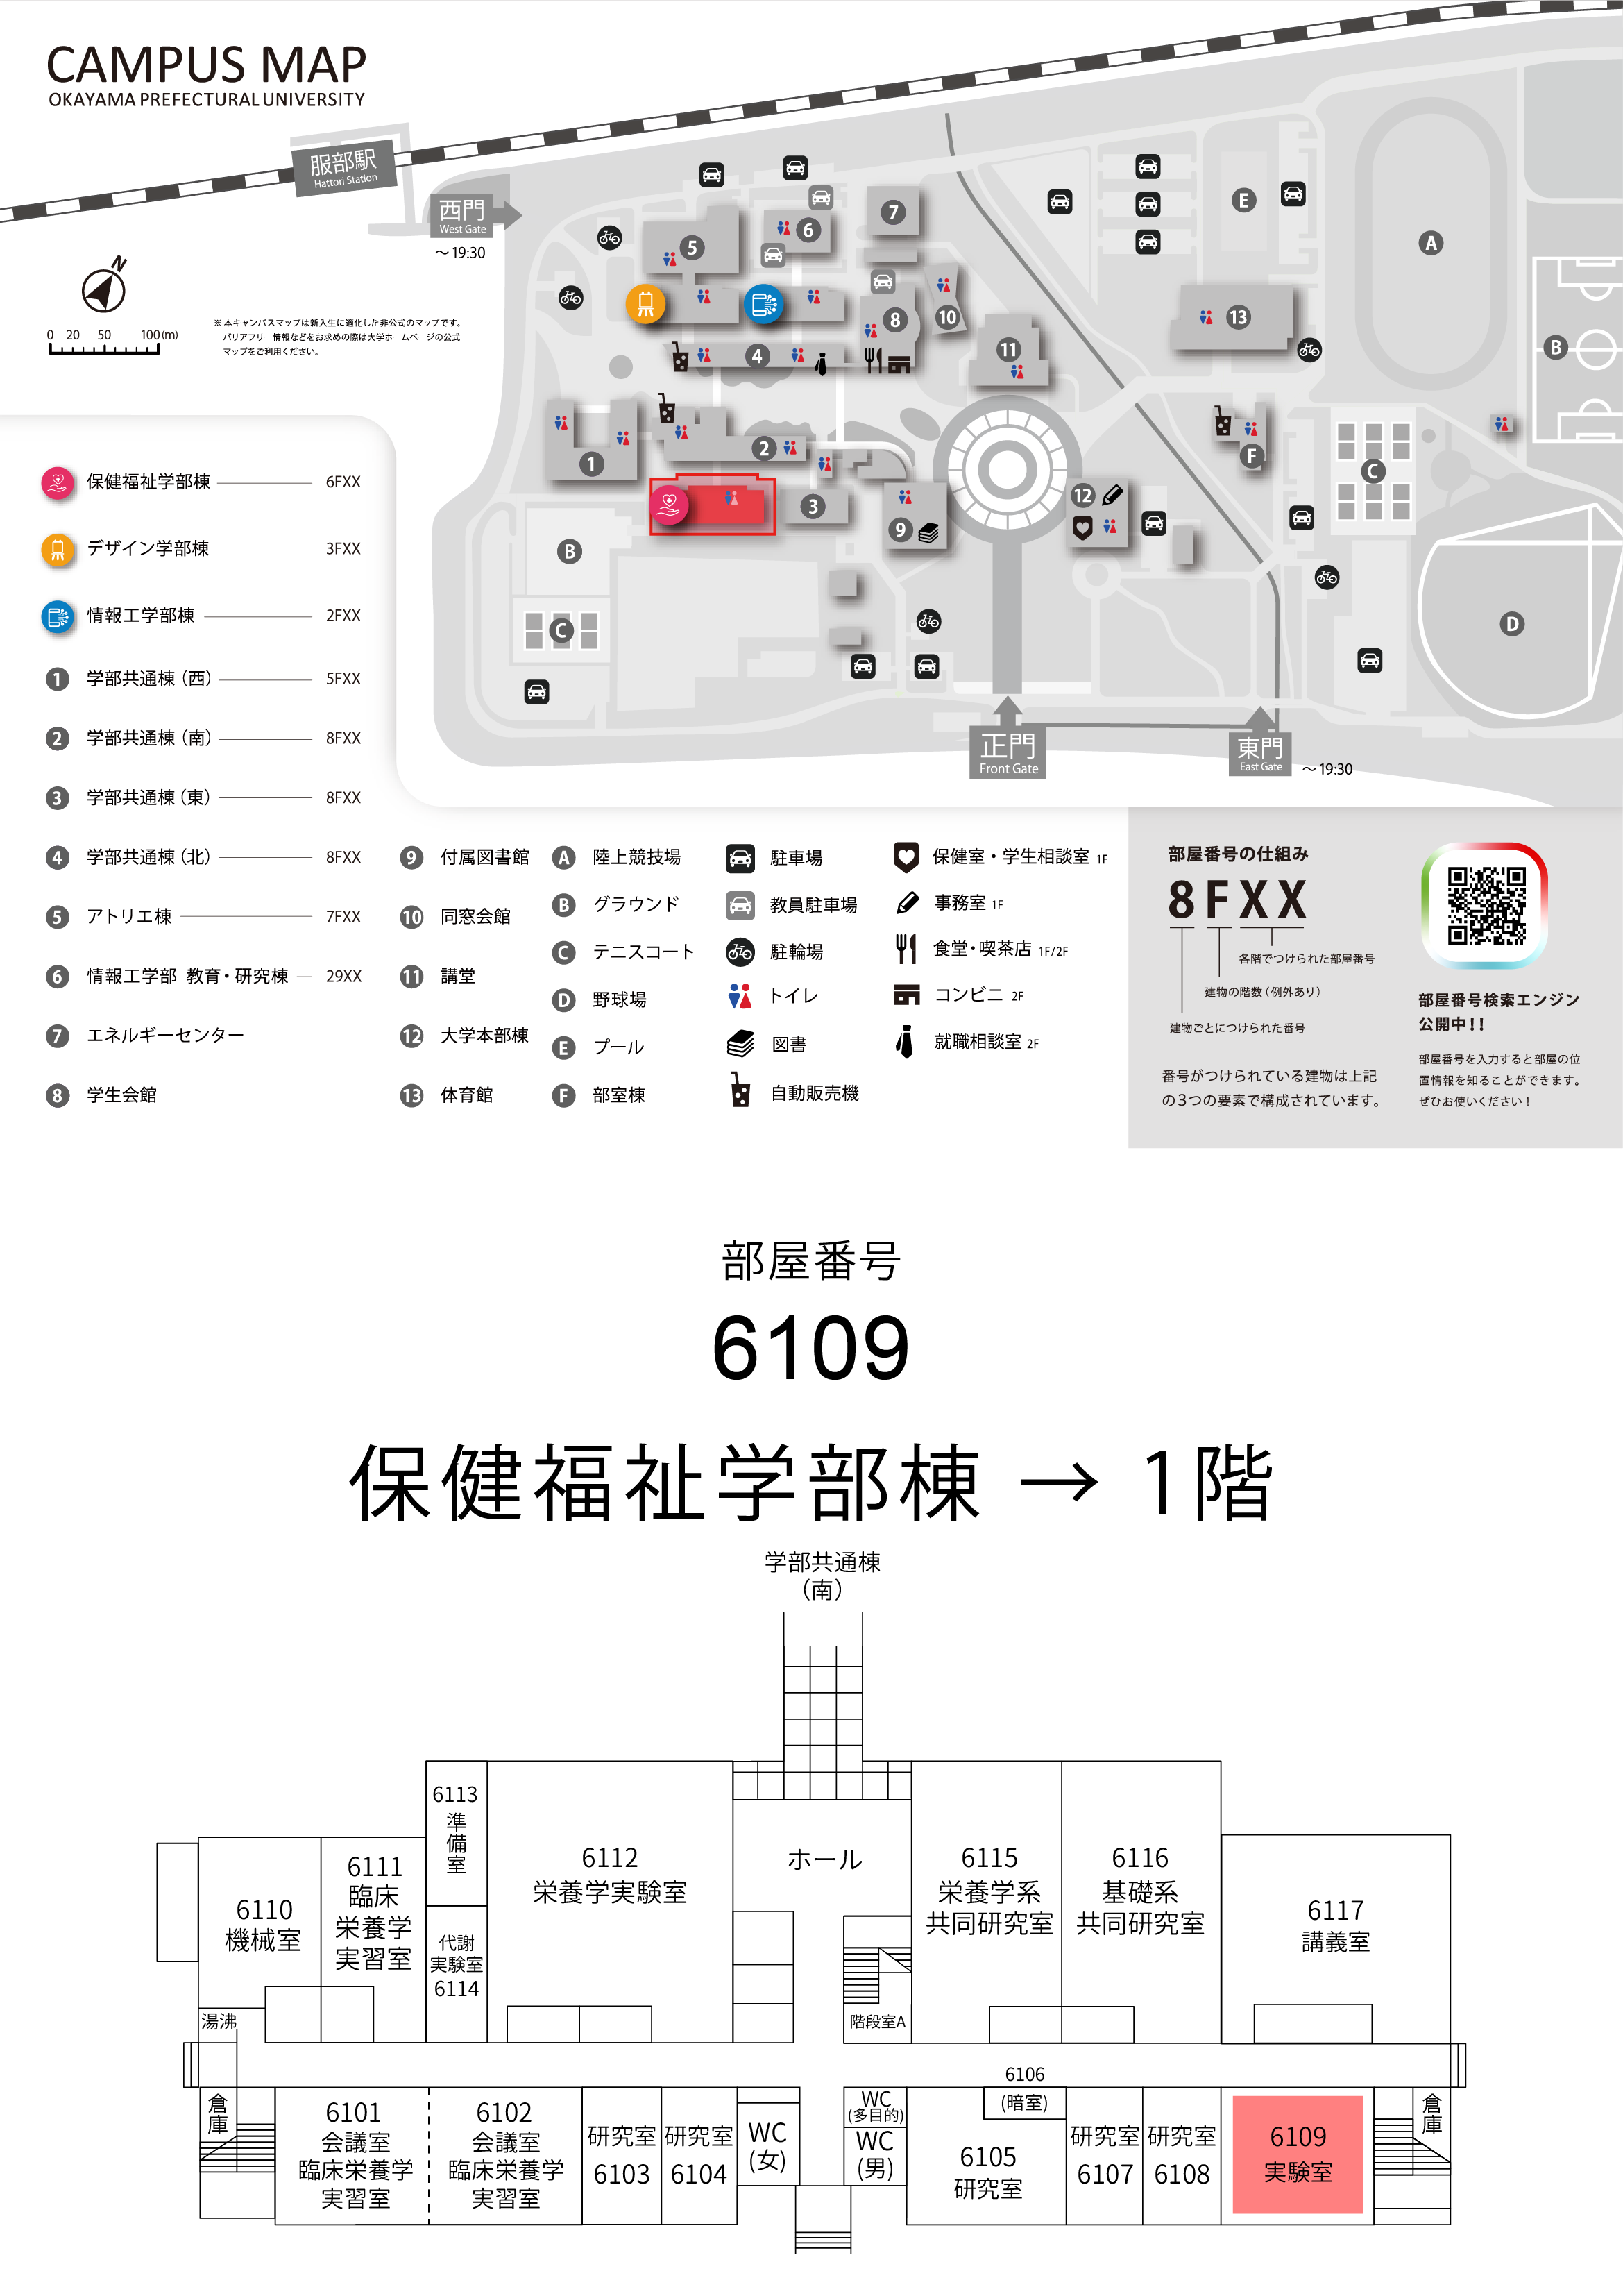 CAMPUS MAP
OKAYAMA PREFECTURAL UNIVERSITY
服部駅
Hattori Station
西門
West Gate
～19:30
N
0 20 50 100(m)
※ 本キャンパスマップは新入生に適化した非公式のマップです。
バリアフリー情報などをお求めの際は大学ホームページの公式
マップをご利用ください。
7
6
5
E
A
8
10
13
4
11
B
2
1
F
C
12
3
9
B
C
D
正門
Front Gate
東門
East Gate
～19:30
保健福祉学部棟 6FXX
デザイン学部棟 3FXX
情報工学部棟 2FXX
1 学部共通棟（西） 5FXX
2 学部共通棟（南） 8FXX
3 学部共通棟（東） 8FXX
4 学部共通棟（北） 8FXX
5 アトリエ棟 7FXX
6 情報工学部 教育・研究棟 29XX
7 エネルギーセンター
8 学生会館
9 付属図書館
10 同窓会館
11 講堂
12 大学本部棟
13 体育館
A 陸上競技場
B グラウンド
C テニスコート
D 野球場
E プール
F 部室棟
駐車場
教員駐車場
駐輪場
トイレ
図書
自動販売機
保健室・学生相談室 1F
事務室 1F
食堂・喫茶店 1F/2F
コンビニ 2F
就職相談室 2F
部屋番号の仕組み
8FXX
各階でつけられた部屋番号
建物の階数（例外あり）
建物ごとにつけられた番号
番号がつけられている建物は上記
の３つの要素で構成されています。
部屋番号検索エンジン
公開中！！
部屋番号を入力すると部屋の位
置情報を知ることができます。
ぜひお使いください！
部屋番号
6109
保健福祉学部棟 → 1階
学部共通棟
（南）
6113
準
備
室
6112
栄養学実験室
ホール
6115
栄養学系
共同研究室
6116
基礎系
共同研究室
6111
臨床
栄養学
実習室
6110
機械室
6117
講義室
代謝
実験室
6114
湯沸
階段室A
6106
(暗室)
倉
庫
6101
会議室
臨床栄養学
実習室
6102
会議室
臨床栄養学
実習室
研究室
6103
研究室
6104
WC
(女)
WC
(多目的)
WC
(男)
6105
研究室
研究室
6107
研究室
6108
6109
実験室
倉
庫